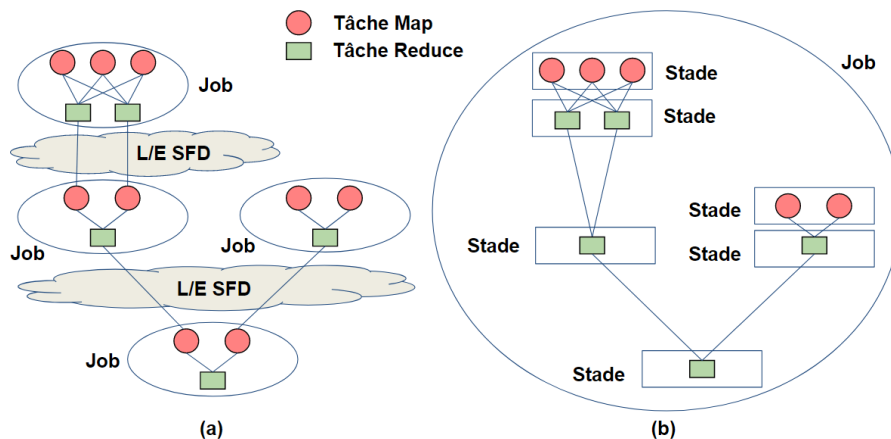 Tâche Map
Tâche Reduce
Job
L/E SFD
Job
Job
L/E SFD
Job
(a)
Job
Stade
Stade
Stade
Stade
Stade
Stade
(b)